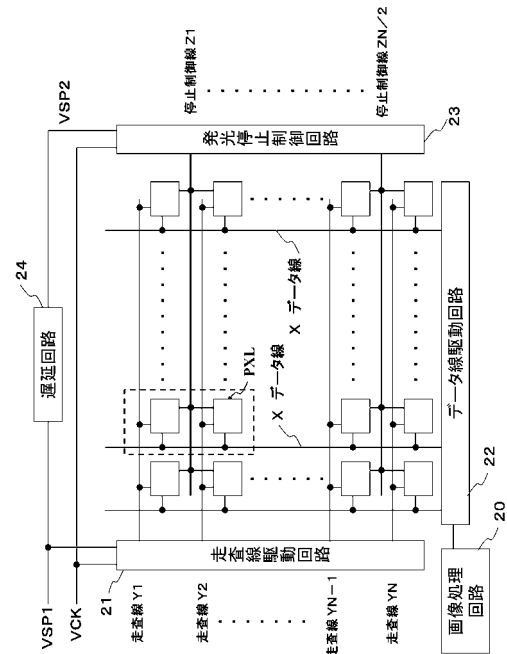 VSP1
VCK
24
遅延回路
VSP2
21
走査線駆動回路
走査線 Y1
走査線 Y2
走査線 YN−1
走査線 YN
PXL
X データ線
X データ線
発光停止制御回路
23
停止制御線 Z1
停止制御線 ZN/2
データ線駆動回路
22
画像処理
回路
20